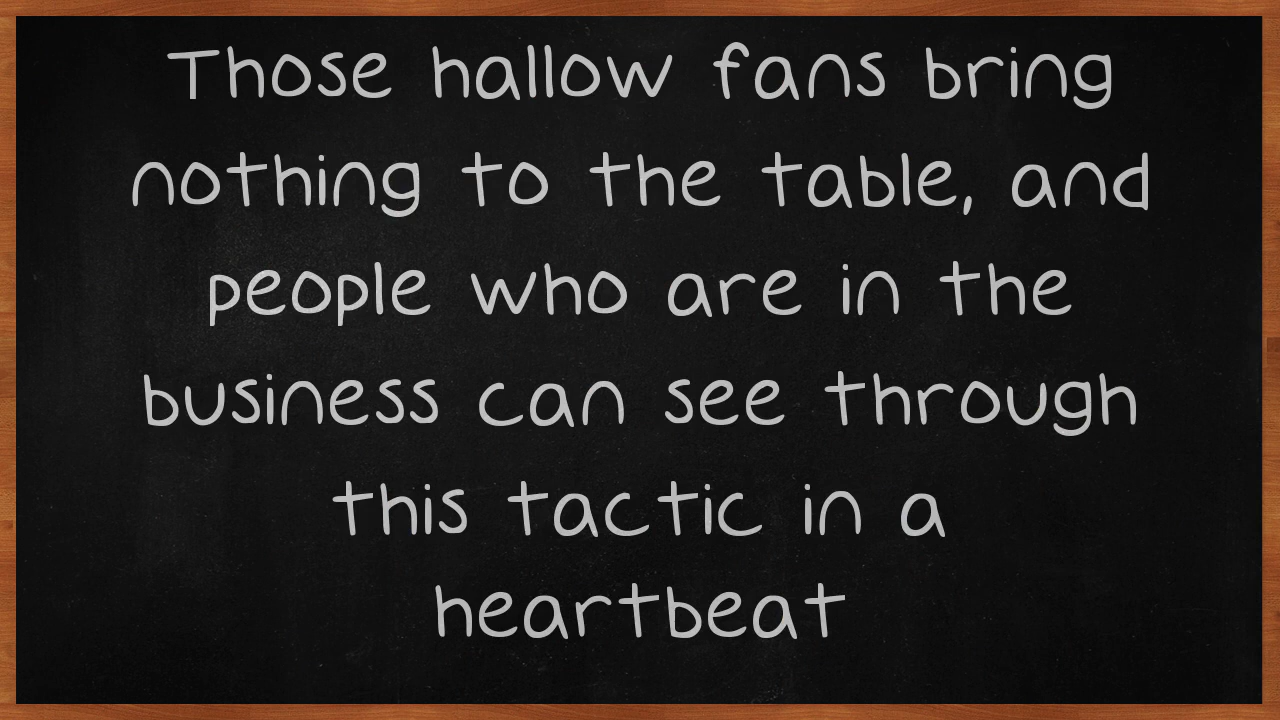 Those hallow fans bring
nothing to the table, and
people who are in the
business can see through
this tactic in a
heartbeat